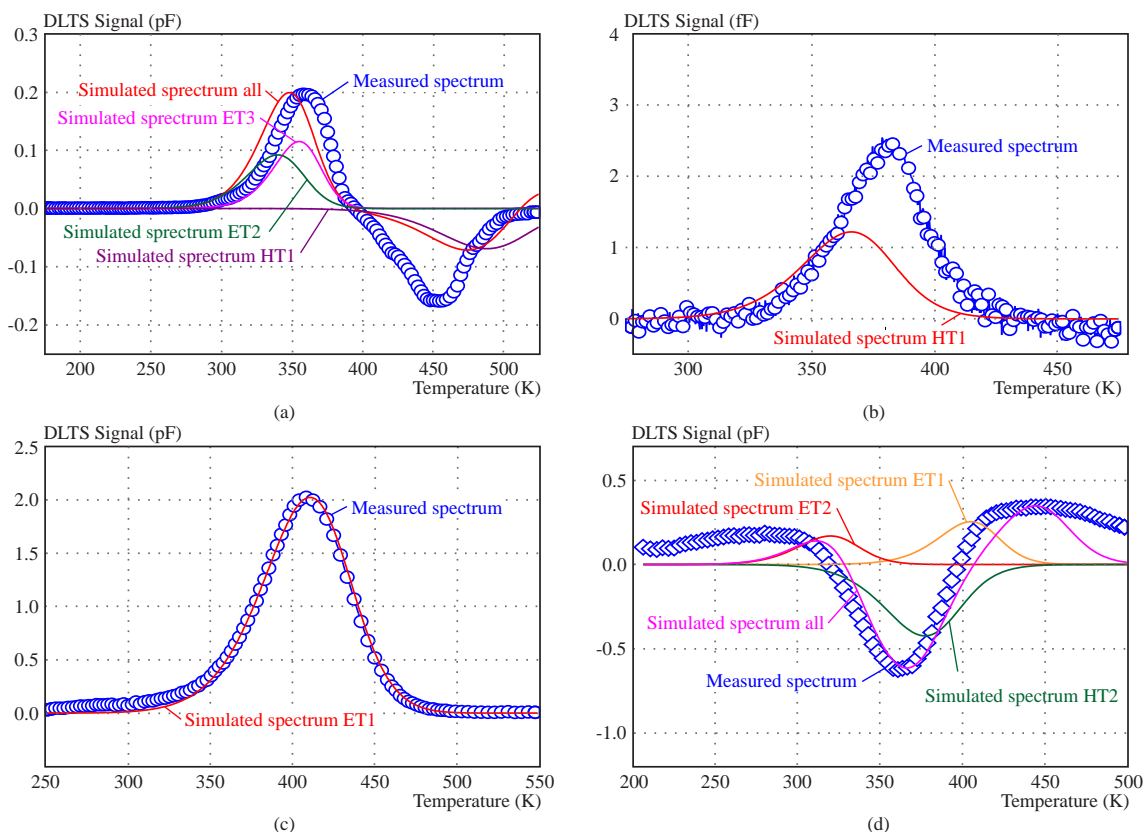 DLTS Signal (pF)
0.3
0.2
0.1
0.0
-0.1
-0.2
Simulated sprectrum all
Measured spectrum
Simulated sprectrum ET3
Simulated sprectrum ET2
Simulated sprectrum HT1
200 250 300 350 400 450 500
Temperature (K)
(a)
DLTS Signal (fF)
4
3
2
1
0
Measured spectrum
Simulated spectrum HT1
300 350 400 450
Temperature (K)
(b)
DLTS Signal (pF)
2.5
2.0
1.5
1.0
0.5
0.0
Measured spectrum
Simulated spectrum ET1
250 300 350 400 450 500 550
Temperature (K)
(c)
DLTS Signal (pF)
0.5
0.0
-0.5
-1.0
Simulated spectrum ET1
Simulated spectrum ET2
Simulated spectrum all
Measured spectrum
Simulated spectrum HT2
200 250 300 350 400 450 500
Temperature (K)
(d)